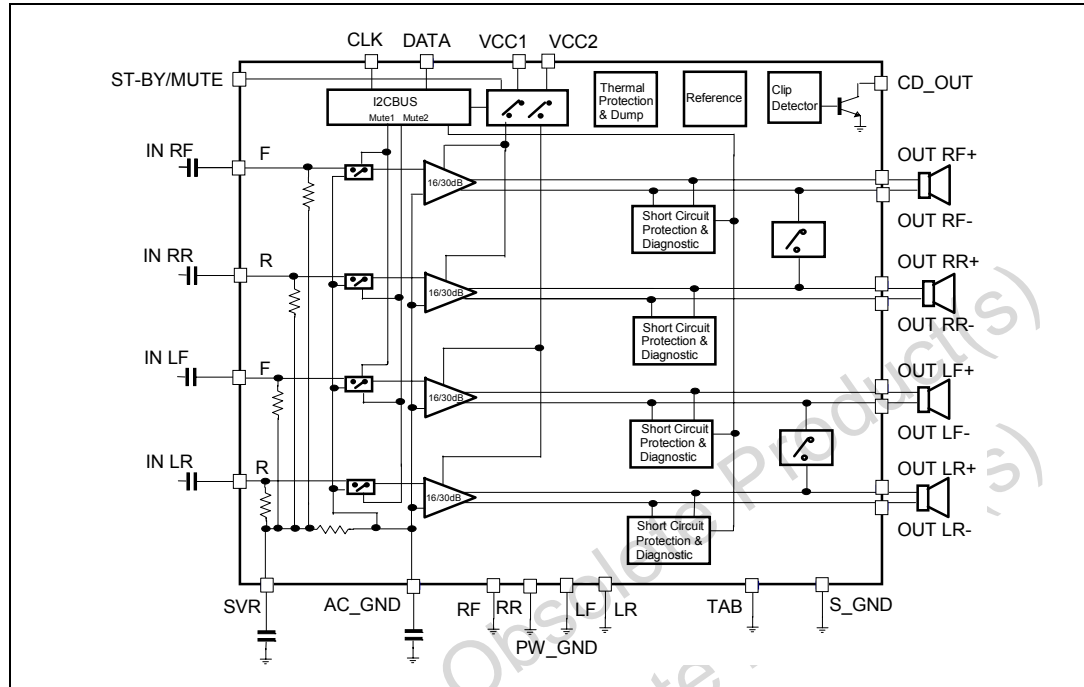 CLK DATA VCC1 VCC2
ST-BY/MUTE
CD_OUT
I2CBUS
Mute1 Mute2
Thermal
Protection
& Dump
Reference
Clip
Detector
IN RF
F
16/30dB
OUT RF+
Short Circuit
Protection &
Diagnostic
OUT RF-
IN RR
R
16/30dB
OUT RR+
Short Circuit
Protection &
Diagnostic
OUT RR-
IN LF
F
16/30dB
OUT LF+
Short Circuit
Protection &
Diagnostic
OUT LF-
IN LR
R
16/30dB
OUT LR+
Short Circuit
Protection &
Diagnostic
OUT LR-
SVR AC_GND RF RR LF LR TAB S_GND
PW_GND
Obsolete Product(s)